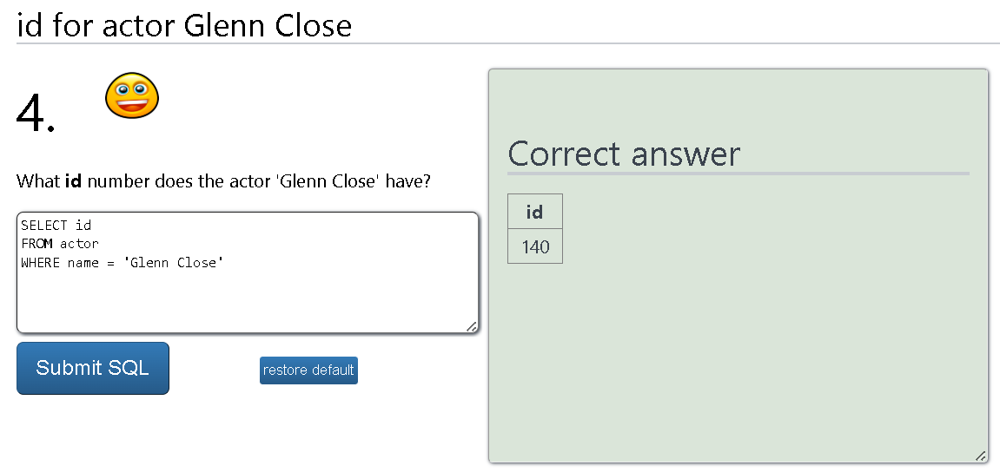 id for actor Glenn Close
4.
What id number does the actor 'Glenn Close' have?
SELECT id
FROM actor
WHERE name = 'Glenn Close'
Submit SQL
restore default
Correct answer
id
140